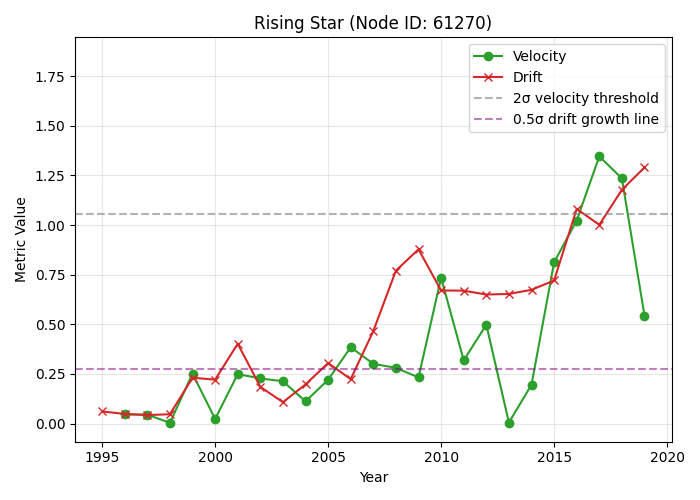 Rising Star (Node ID: 61270)
Velocity
Drift
2σ velocity threshold
0.5σ drift growth line
Metric Value
1.75
1.50
1.25
1.00
0.75
0.50
0.25
0.00
1995
2000
2005
2010
2015
2020
Year